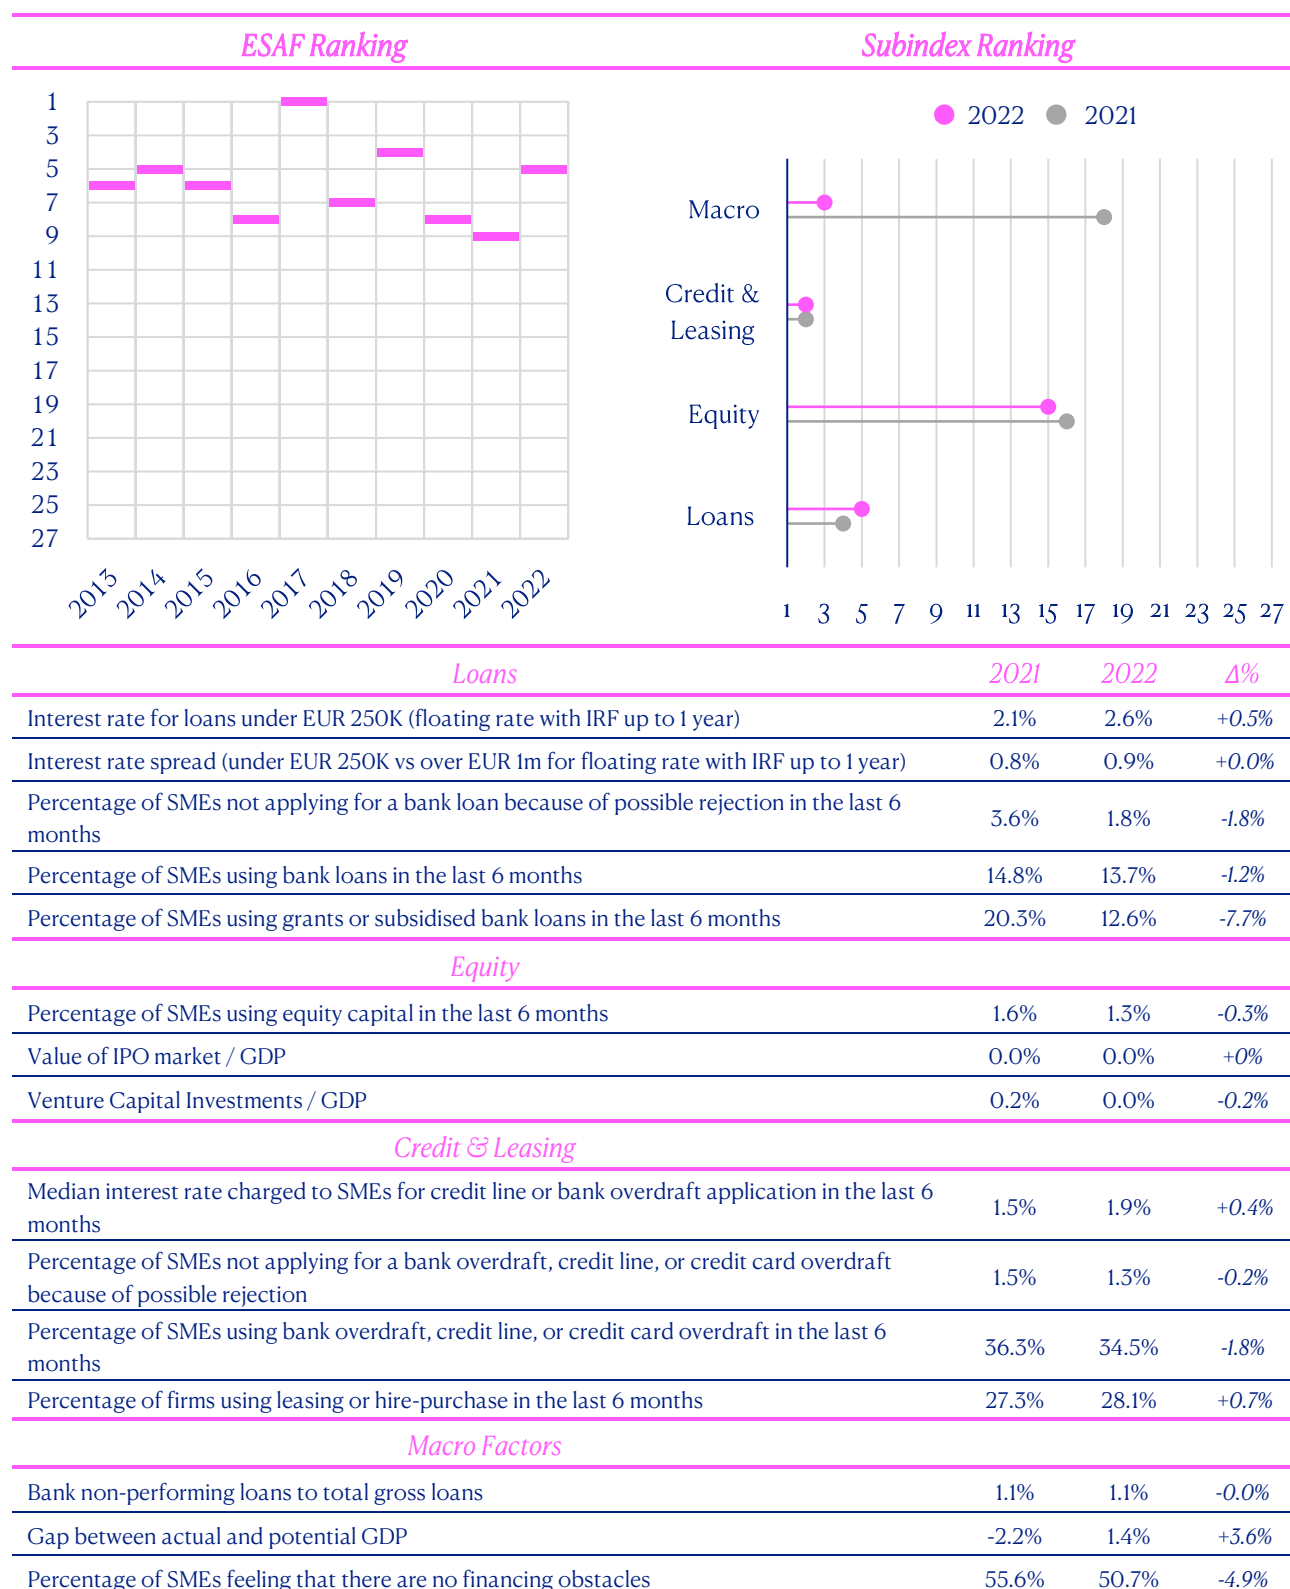 ESAF Ranking
Subindex Ranking
1
3
5
7
9
11
13
15
17
19
21
23
25
27
2013 2014 2015 2016 2017 2018 2019 2020 2021 2022
2022 2021
Macro
Credit &
Leasing
Equity
Loans
1 3 5 7 9 11 13 15 17 19 21 23 25 27
Loans 2021 2022 Δ%
Interest rate for loans under EUR 250K (floating rate with IRF up to 1 year) 2.1% 2.6% +0.5%
Interest rate spread (under EUR 250K vs over EUR 1m for floating rate with IRF up to 1 year) 0.8% 0.9% +0.0%
Percentage of SMEs not applying for a bank loan because of possible rejection in the last 6
months 3.6% 1.8% -1.8%
Percentage of SMEs using bank loans in the last 6 months 14.8% 13.7% -1.2%
Percentage of SMEs using grants or subsidised bank loans in the last 6 months 20.3% 12.6% -7.7%
Equity
Percentage of SMEs using equity capital in the last 6 months 1.6% 1.3% -0.3%
Value of IPO market / GDP 0.0% 0.0% +0%
Venture Capital Investments / GDP 0.2% 0.0% -0.2%
Credit & Leasing
Median interest rate charged to SMEs for credit line or bank overdraft application in the last 6
months 1.5% 1.9% +0.4%
Percentage of SMEs not applying for a bank overdraft, credit line, or credit card overdraft
because of possible rejection 1.5% 1.3% -0.2%
Percentage of SMEs using bank overdraft, credit line, or credit card overdraft in the last 6
months 36.3% 34.5% -1.8%
Percentage of firms using leasing or hire-purchase in the last 6 months 27.3% 28.1% +0.7%
Macro Factors
Bank non-performing loans to total gross loans 1.1% 1.1% -0.0%
Gap between actual and potential GDP -2.2% 1.4% +3.6%
Percentage of SMEs feeling that there are no financing obstacles 55.6% 50.7% -4.9%